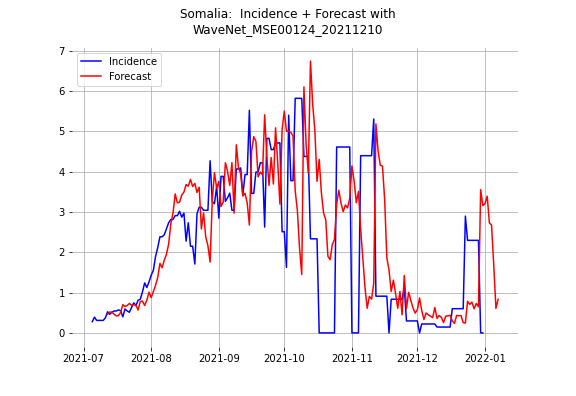 Somalia:  Incidence + Forecast with
WaveNet_MSE00124_20211210
Incidence
Forecast
7
6
5
4
3
2
1
0
2021-07 2021-08 2021-09 2021-10 2021-11 2021-12 2022-01